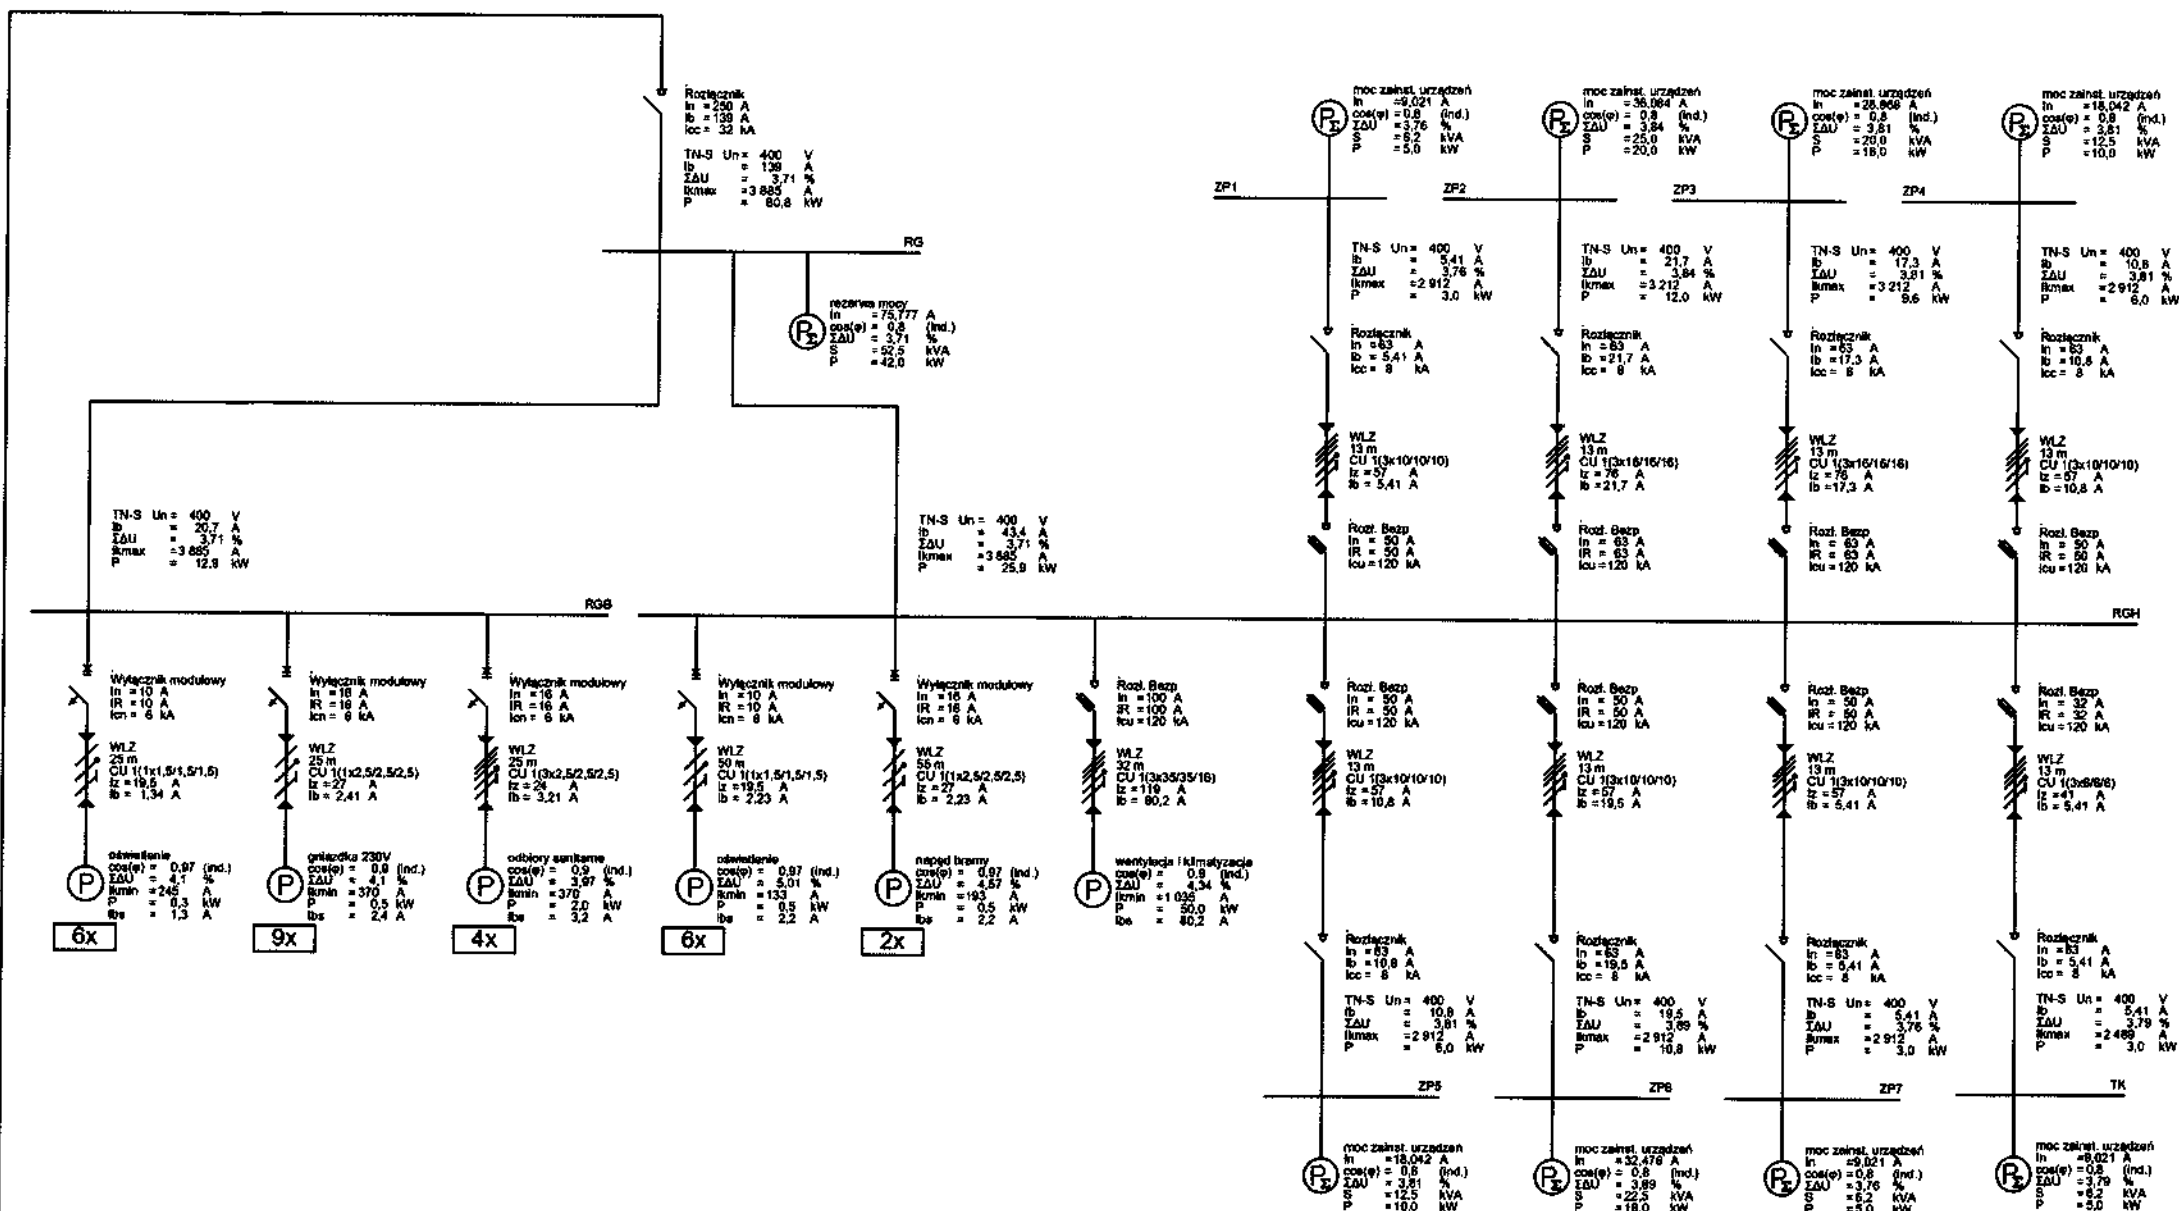 Rozłącznik
In = 250 A
Ib = 139 A
Icc = 32 kA
TN-S Un = 400 V
Ib = 139 A
ΣΔU = 3,71 %
Ikmax = 3 885 A
P = 80,8 kW
RG
rezerwa mocy
In = 75,777 A
cos(φ) = 0,8 (ind.)
ΣΔU = 3,71 %
S = 52,5 kVA
P = 42,0 kW
moc zainst. urządzeń
In = 9,021 A
cos(φ) = 0,8 (ind.)
ΣΔU = 3,76 %
S = 6,2 kVA
P = 5,0 kW
moc zainst. urządzeń
In = 36,084 A
cos(φ) = 0,8 (ind.)
ΣΔU = 3,84 %
S = 25,0 kVA
P = 20,0 kW
moc zainst. urządzeń
In = 28,868 A
cos(φ) = 0,8 (ind.)
ΣΔU = 3,81 %
S = 20,0 kVA
P = 16,0 kW
moc zainst. urządzeń
In = 18,042 A
cos(φ) = 0,8 (ind.)
ΣΔU = 3,81 %
S = 12,5 kVA
P = 10,0 kW
PΣ
PΣ
PΣ
PΣ
PΣ
ZP1
ZP2
ZP3
ZP4
TN-S Un = 400 V
Ib = 5,41 A
ΣΔU = 3,76 %
Ikmax = 2 912 A
P = 3,0 kW
TN-S Un = 400 V
Ib = 21,7 A
ΣΔU = 3,84 %
Ikmax = 3 212 A
P = 12,0 kW
TN-S Un = 400 V
Ib = 17,3 A
ΣΔU = 3,81 %
Ikmax = 3 212 A
P = 9,6 kW
TN-S Un = 400 V
Ib = 10,8 A
ΣΔU = 3,81 %
Ikmax = 2 912 A
P = 6,0 kW
Rozłącznik
In = 63 A
Ib = 5,41 A
Icc = 8 kA
Rozłącznik
In = 63 A
Ib = 21,7 A
Icc = 8 kA
Rozłącznik
In = 63 A
Ib = 17,3 A
Icc = 8 kA
Rozłącznik
In = 63 A
Ib = 10,8 A
Icc = 8 kA
WLZ
13 m
CU 1(3x10/10/10)
Iz = 57 A
Ib = 5,41 A
WLZ
13 m
CU 1(3x16/16/16)
Iz = 76 A
Ib = 21,7 A
WLZ
13 m
CU 1(3x16/16/16)
Iz = 76 A
Ib = 17,3 A
WLZ
13 m
CU 1(3x10/10/10)
Iz = 57 A
Ib = 10,8 A
Rozł. Bezp
In = 50 A
IR = 50 A
Icu = 120 kA
Rozł. Bezp
In = 63 A
IR = 63 A
Icu = 120 kA
Rozł. Bezp
In = 63 A
IR = 63 A
Icu = 120 kA
Rozł. Bezp
In = 50 A
IR = 50 A
Icu = 120 kA
TN-S Un = 400 V
Ib = 20,7 A
ΣΔU = 3,71 %
Ikmax = 3 885 A
P = 12,9 kW
TN-S Un = 400 V
Ib = 43,4 A
ΣΔU = 3,71 %
Ikmax = 3 885 A
P = 25,9 kW
RGB
RGH
Wyłącznik modułowy
In = 10 A
IR = 10 A
Icn = 6 kA
Wyłącznik modułowy
In = 16 A
IR = 16 A
Icn = 6 kA
Wyłącznik modułowy
In = 16 A
IR = 16 A
Icn = 6 kA
Wyłącznik modułowy
In = 10 A
IR = 10 A
Icn = 6 kA
Wyłącznik modułowy
In = 16 A
IR = 16 A
Icn = 6 kA
Rozł. Bezp
In = 100 A
IR = 100 A
Icu = 120 kA
Rozł. Bezp
In = 50 A
IR = 50 A
Icu = 120 kA
Rozł. Bezp
In = 50 A
IR = 50 A
Icu = 120 kA
Rozł. Bezp
In = 50 A
IR = 50 A
Icu = 120 kA
Rozł. Bezp
In = 32 A
IR = 32 A
Icu = 120 kA
WLZ
25 m
CU 1(1x1,5/1,5/1,5)
Iz = 19,5 A
Ib = 1,34 A
WLZ
25 m
CU 1(1x2,5/2,5/2,5)
Iz = 27 A
Ib = 2,41 A
WLZ
25 m
CU 1(3x2,5/2,5/2,5)
Iz = 24 A
Ib = 3,21 A
WLZ
50 m
CU 1(1x1,5/1,5/1,5)
Iz = 19,5 A
Ib = 2,23 A
WLZ
55 m
CU 1(1x2,5/2,5/2,5)
Iz = 27 A
Ib = 2,23 A
WLZ
32 m
CU 1(3x35/35/16)
Iz = 119 A
Ib = 80,2 A
WLZ
13 m
CU 1(3x10/10/10)
Iz = 57 A
Ib = 10,8 A
WLZ
13 m
CU 1(3x10/10/10)
Iz = 57 A
Ib = 19,5 A
WLZ
13 m
CU 1(3x10/10/10)
Iz = 57 A
Ib = 5,41 A
WLZ
13 m
CU 1(3x6/6/6)
Iz = 41 A
Ib = 5,41 A
P
P
P
P
P
P
oświetlenie
cos(φ) = 0,97 (ind.)
ΣΔU = 4,1 %
Ikmin = 245 A
P = 0,3 kW
Ibs = 1,3 A
gniazdka 230V
cos(φ) = 0,9 (ind.)
ΣΔU = 4,1 %
Ikmin = 370 A
P = 0,5 kW
Ibs = 2,4 A
odbiory sanitarne
cos(φ) = 0,9 (ind.)
ΣΔU = 3,97 %
Ikmin = 370 A
P = 2,0 kW
Ibs = 3,2 A
oświetlenie
cos(φ) = 0,97 (ind.)
ΣΔU = 5,01 %
Ikmin = 133 A
P = 0,5 kW
Ibs = 2,2 A
napęd bramy
cos(φ) = 0,97 (ind.)
ΣΔU = 4,57 %
Ikmin = 193 A
P = 0,5 kW
Ibs = 2,2 A
wentylacja i klimatyzacja
cos(φ) = 0,9 (ind.)
ΣΔU = 4,34 %
Ikmin = 1 035 A
P = 50,0 kW
Ibs = 80,2 A
6x
9x
4x
6x
2x
Rozłącznik
In = 63 A
Ib = 10,8 A
Icc = 8 kA
Rozłącznik
In = 63 A
Ib = 19,5 A
Icc = 8 kA
Rozłącznik
In = 63 A
Ib = 5,41 A
Icc = 8 kA
Rozłącznik
In = 63 A
Ib = 5,41 A
Icc = 8 kA
TN-S Un = 400 V
Ib = 10,8 A
ΣΔU = 3,81 %
Ikmax = 2 912 A
P = 6,0 kW
TN-S Un = 400 V
Ib = 19,5 A
ΣΔU = 3,89 %
Ikmax = 2 912 A
P = 10,8 kW
TN-S Un = 400 V
Ib = 5,41 A
ΣΔU = 3,76 %
Ikmax = 2 912 A
P = 3,0 kW
TN-S Un = 400 V
Ib = 5,41 A
ΣΔU = 3,79 %
Ikmax = 2 489 A
P = 3,0 kW
ZP5
ZP6
ZP7
TK
PΣ
PΣ
PΣ
PΣ
moc zainst. urządzeń
In = 18,042 A
cos(φ) = 0,8 (ind.)
ΣΔU = 3,81 %
S = 12,5 kVA
P = 10,0 kW
moc zainst. urządzeń
In = 32,476 A
cos(φ) = 0,8 (ind.)
ΣΔU = 3,89 %
S = 22,5 kVA
P = 18,0 kW
moc zainst. urządzeń
In = 9,021 A
cos(φ) = 0,8 (ind.)
ΣΔU = 3,76 %
S = 6,2 kVA
P = 5,0 kW
moc zainst. urządzeń
In = 9,021 A
cos(φ) = 0,8 (ind.)
ΣΔU = 3,79 %
S = 6,2 kVA
P = 5,0 kW